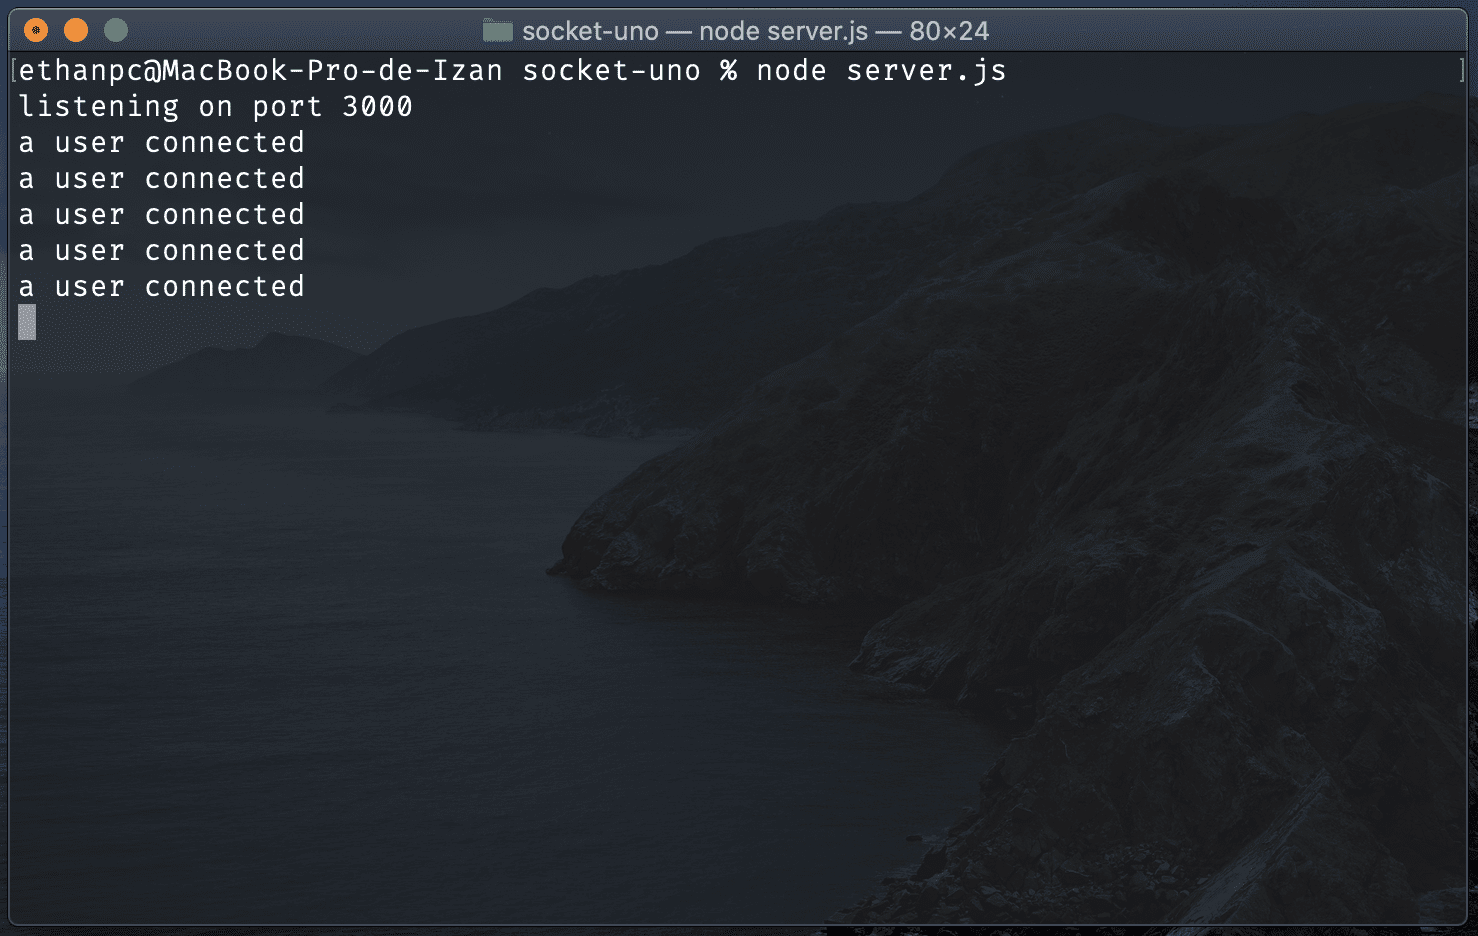 socket-uno — node server.js — 80×24
[ethanpc@MacBook-Pro-de-Izan socket-uno % node server.js ]
listening on port 3000
a user connected
a user connected
a user connected
a user connected
a user connected